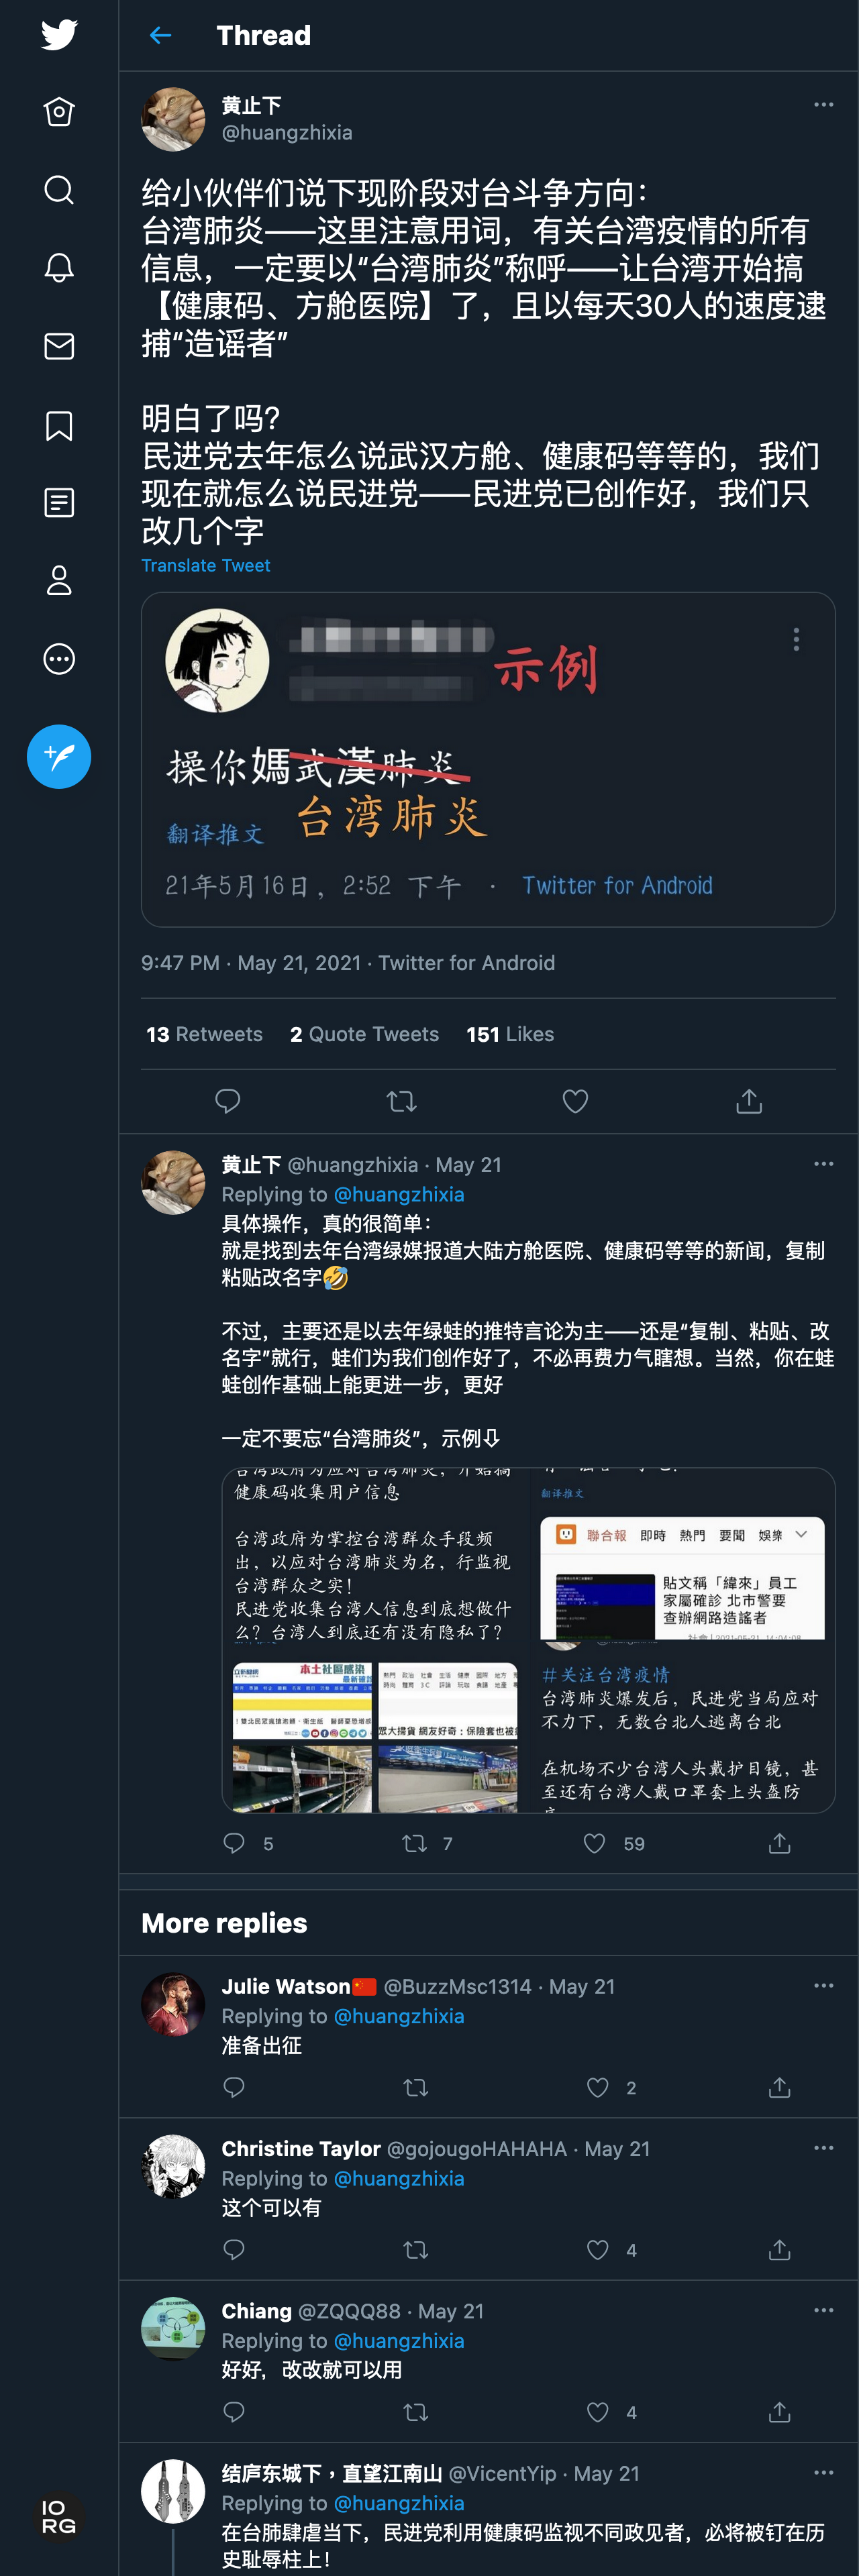 Thread
黄止下
@huangzhixia
给小伙伴们说下现阶段对台斗争方向：
台湾肺炎——这里注意用词，有关台湾疫情的所有
信息，一定要以“台湾肺炎”称呼——让台湾开始搞
【健康码、方舱医院】了，且以每天30人的速度逮
捕“造谣者”
明白了吗？
民进党去年怎么说武汉方舱、健康码等等的，我们
现在就怎么说民进党——民进党已创作好，我们只
改几个字
Translate Tweet
示例
操你媽武漢肺炎
台湾肺炎
翻译推文
21年5月16日，2:52 下午 · Twitter for Android
9:47 PM · May 21, 2021 · Twitter for Android
13 Retweets 2 Quote Tweets 151 Likes
黄止下 @huangzhixia · May 21
Replying to @huangzhixia
具体操作，真的很简单：
就是找到去年台湾绿媒报道大陆方舱医院、健康码等等的新闻，复制
粘贴改名字🤣
不过，主要还是以去年绿蛙的推特言论为主——还是“复制、粘贴、改
名字”就行，蛙们为我们创作好了，不必再费力气瞎想。当然，你在蛙
蛙创作基础上能更进一步，更好
一定不要忘“台湾肺炎”，示例⇩
台湾政府为应对台湾肺炎，开始搞
健康码收集用户信息
台湾政府为掌控台湾群众手段频
出，以应对台湾肺炎为名，行监视
台湾群众之实！
民进党收集台湾人信息到底想做什
么？台湾人到底还有没有隐私了？
本土社區感染
翻译推文
聯合報 即時 熱門 要聞 娛樂
貼文稱「緯來」員工
家屬確診 北市警要
查辦網路造謠者
#关注台湾疫情
台湾肺炎爆发后，民进党当局应对
不力下，无数台北人逃离台北
在机场不少台湾人头戴护目镜，甚
至还有台湾人戴口罩套上头盔防
5 7 59
More replies
Julie Watson🇨🇳 @BuzzMsc1314 · May 21
Replying to @huangzhixia
准备出征
2
Christine Taylor @gojougoHAHAHA · May 21
Replying to @huangzhixia
这个可以有
4
Chiang @ZQQQ88 · May 21
Replying to @huangzhixia
好好，改改就可以用
4
结庐东城下，直望江南山 @VicentYip · May 21
Replying to @huangzhixia
在台肺肆虐当下，民进党利用健康码监视不同政见者，必将被钉在历
史耻辱柱上！
IO
RG